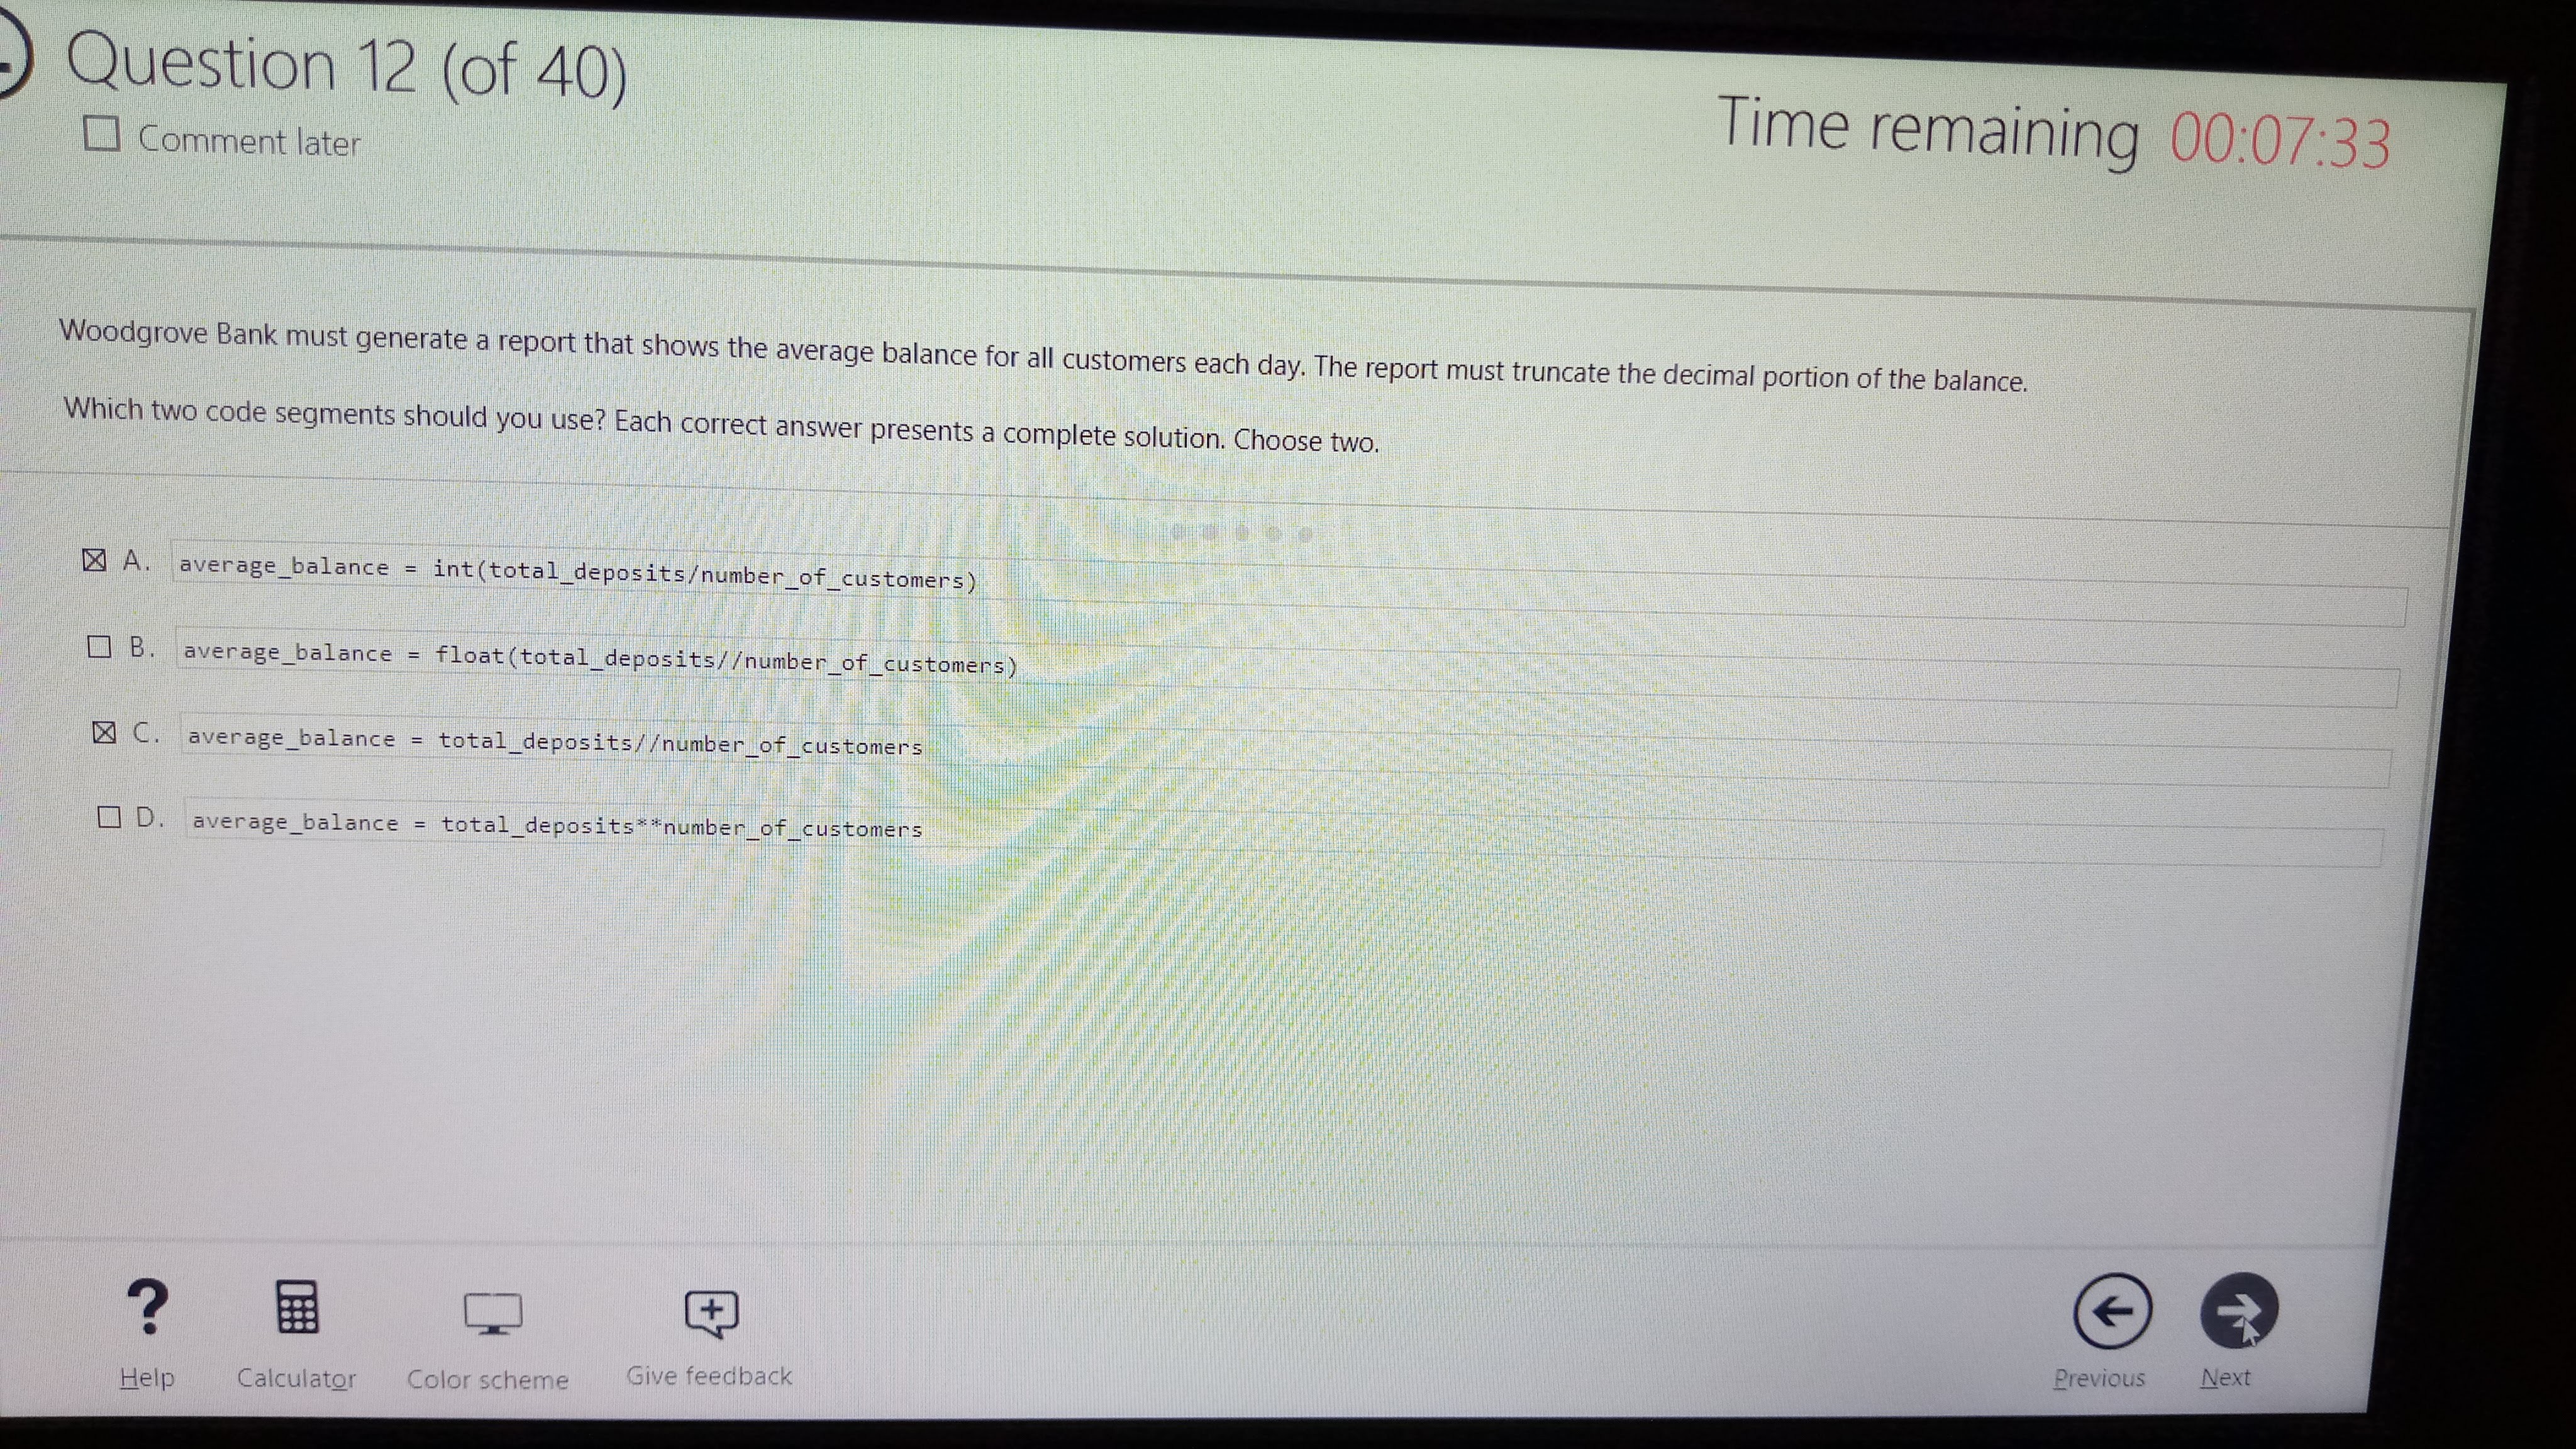 Question 12 (of 40)
Comment later
Time remaining 00:07:33
Woodgrove Bank must generate a report that shows the average balance for all customers each day. The report must truncate the decimal portion of the balance.
Which two code segments should you use? Each correct answer presents a complete solution. Choose two.
A. average_balance = int(total_deposits/number_of_customers)
B. average_balance = float(total_deposits//number_of_customers)
C. average_balance = total_deposits//number_of_customers
D. average_balance = total_deposits**number_of_customers
Help Calculator Color scheme Give feedback Previous Next